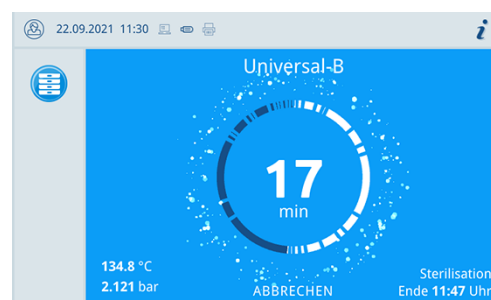 22.09.2021 11:30
i
Universal-B
17
min
134.8 °C
2.121 bar
ABBRECHEN
Sterilisation
Ende 11:47 Uhr